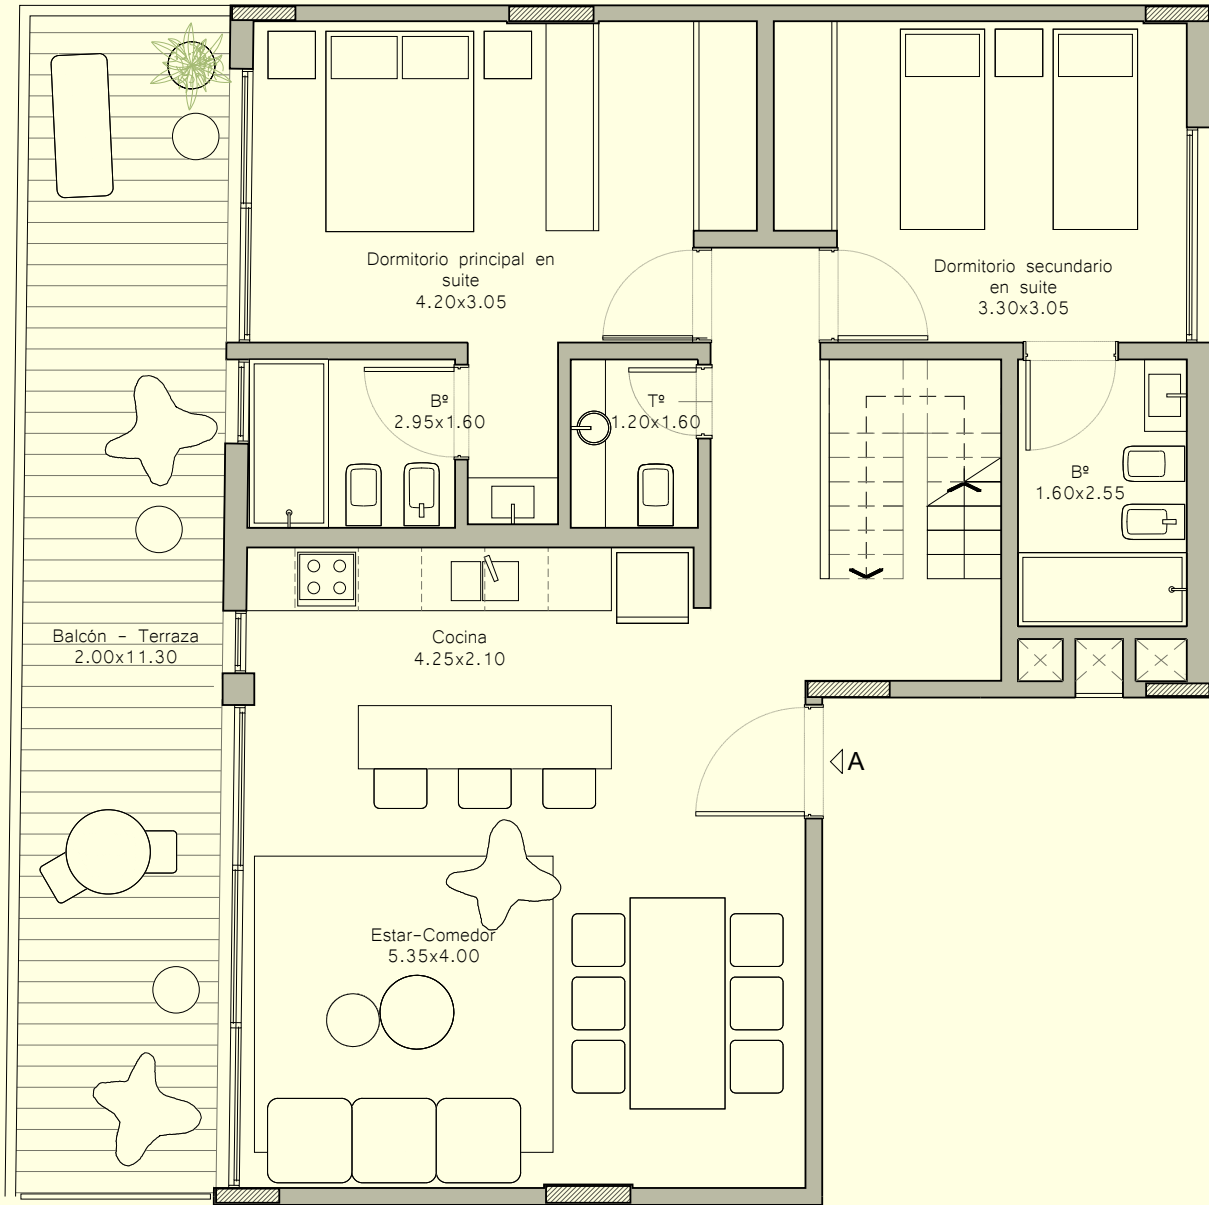 Dormitorio principal en
suite
4.20x3.05
Dormitorio secundario
en suite
3.30x3.05
Bº
2.95x1.60
Tº
1.20x1.60
Bº
1.60x2.55
Balcón - Terraza
2.00x11.30
Cocina
4.25x2.10
A
Estar-Comedor
5.35x4.00